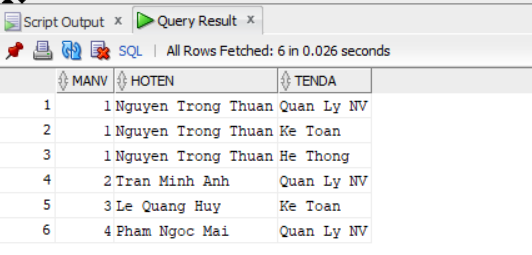 Script Output x Query Result x
SQL | All Rows Fetched: 6 in 0.026 seconds
MANV HOTEN TENDA
1 1 Nguyen Trong Thuan Quan Ly NV
2 1 Nguyen Trong Thuan Ke Toan
3 1 Nguyen Trong Thuan He Thong
4 2 Tran Minh Anh Quan Ly NV
5 3 Le Quang Huy Ke Toan
6 4 Pham Ngoc Mai Quan Ly NV